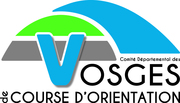 Comité Départemental des
VOSGES
de COURSE D'ORIENTATION